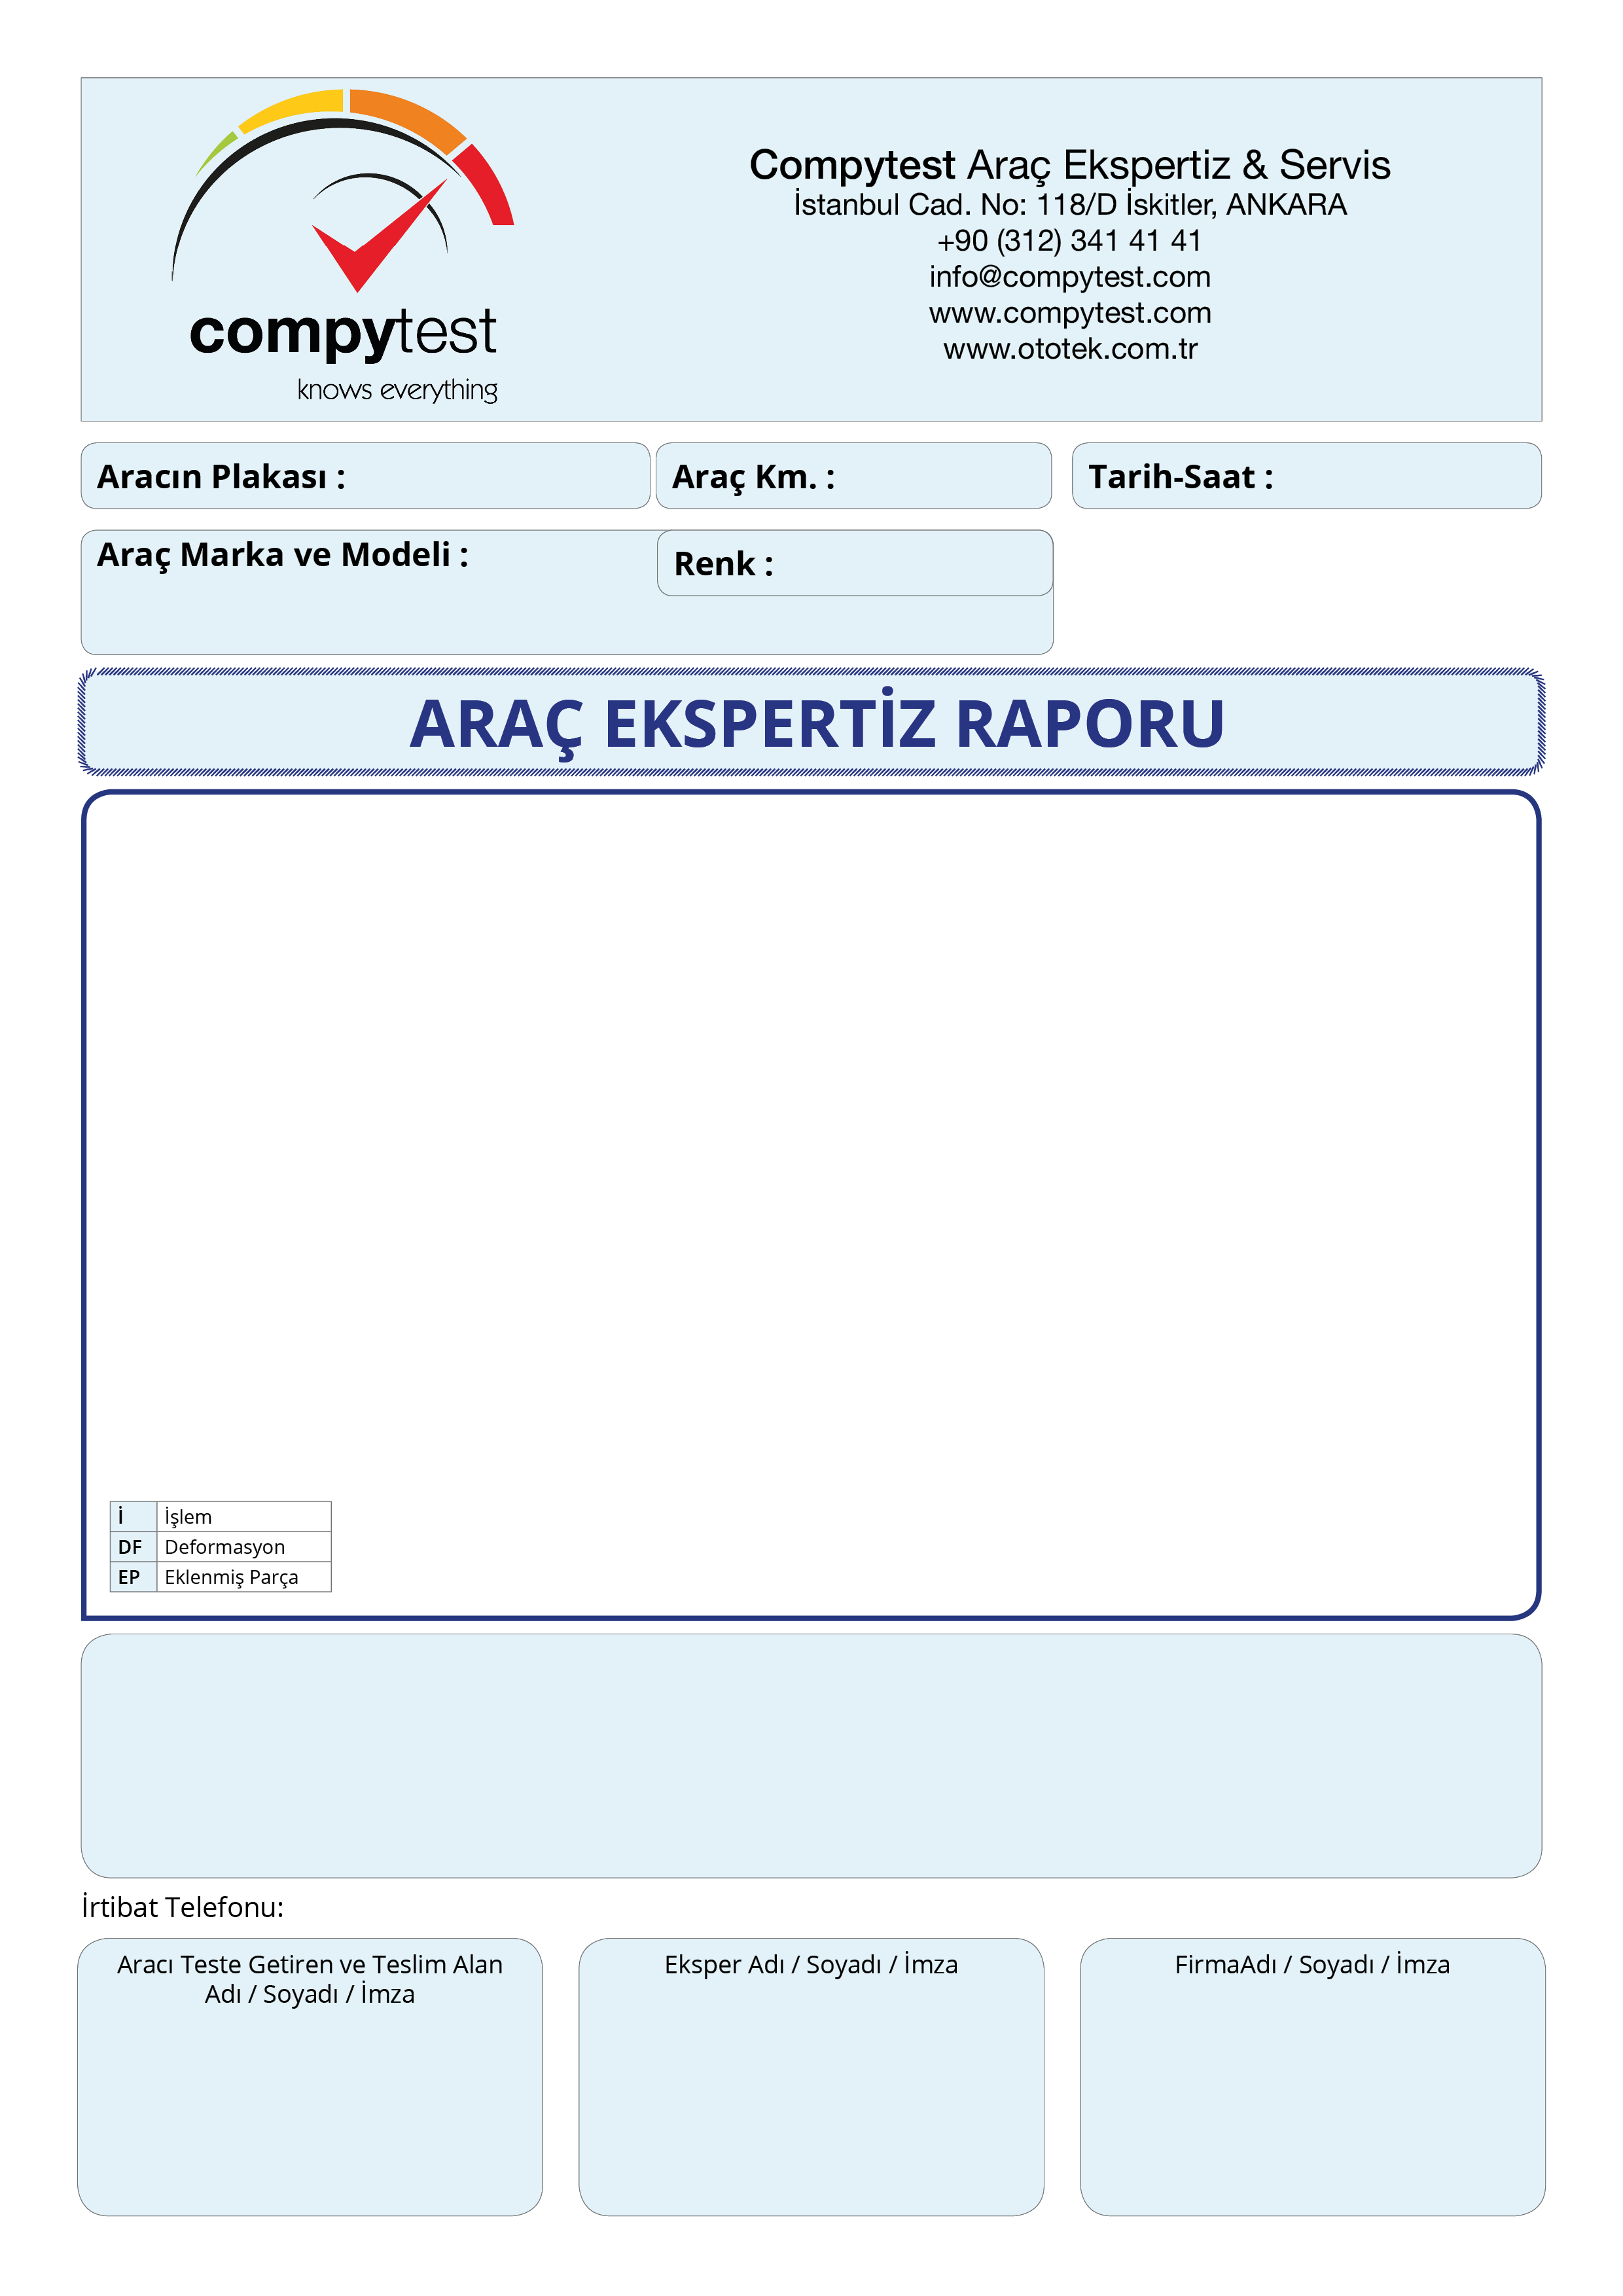 compytest
knows everything
Compytest Araç Ekspertiz & Servis
İstanbul Cad. No: 118/D İskitler, ANKARA
+90 (312) 341 41 41
info@compytest.com
www.compytest.com
www.ototek.com.tr
Aracın Plakası :
Araç Km. :
Tarih-Saat :
Araç Marka ve Modeli :
Renk :
ARAÇ EKSPERTİZ RAPORU
İ İşlem
DF Deformasyon
EP Eklenmiş Parça
İrtibat Telefonu:
Aracı Teste Getiren ve Teslim Alan
Adı / Soyadı / İmza
Eksper Adı / Soyadı / İmza
FirmaAdı / Soyadı / İmza